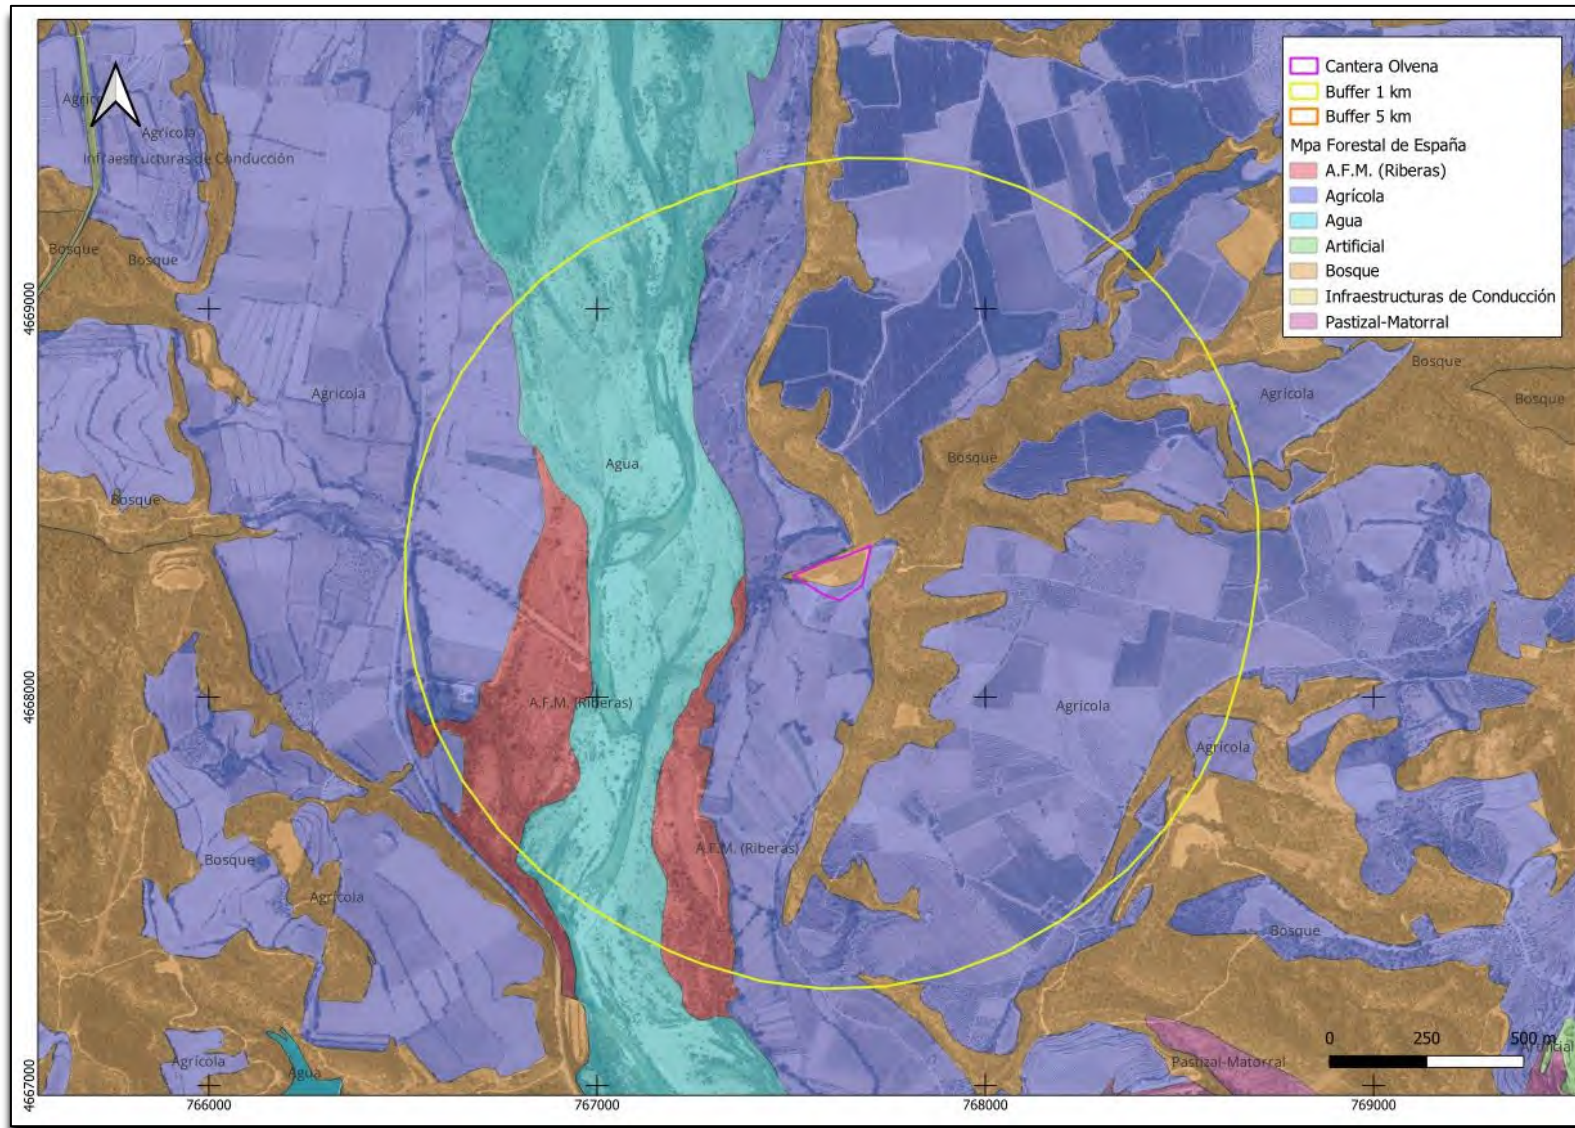 Cantera Olvena
Buffer 1 km
Buffer 5 km
Mpa Forestal de España
A.F.M. (Riberas)
Agrícola
Agua
Artificial
Bosque
Infraestructuras de Conducción
Pastizal-Matorral
Agrícola
Infraestructuras de Conducción
Bosque
Bosque
4669000
Agrícola
Bosque
Agrícola
Bosque
Agua
Bosque
Bosque
4668000
A.F.M. (Riberas)
Agrícola
Agrícola
A.F.M. (Riberas)
Bosque
Agrícola
Bosque
0 250 500 m
Agrícola
Agua
Pastizal-Matorral
4667000
766000 767000 768000 769000